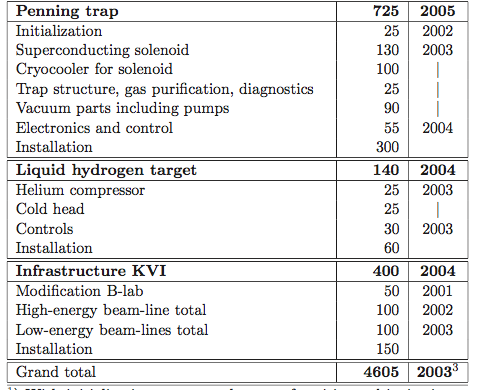 Penning trap 725 2005
Initialization 25 2002
Superconducting solenoid 130 2003
Cryocooler for solenoid 100 |
Trap structure, gas purification, diagnostics 25 |
Vacuum parts including pumps 90 |
Electronics and control 55 2004
Installation 300
Liquid hydrogen target 140 2004
Helium compressor 25 2003
Cold head 25 |
Controls 30 2003
Installation 60
Infrastructure KVI 400 2004
Modification B-lab 50 2001
High-energy beam-line total 100 2002
Low-energy beam-lines total 100 2003
Installation 150
Grand total 4605 2003³